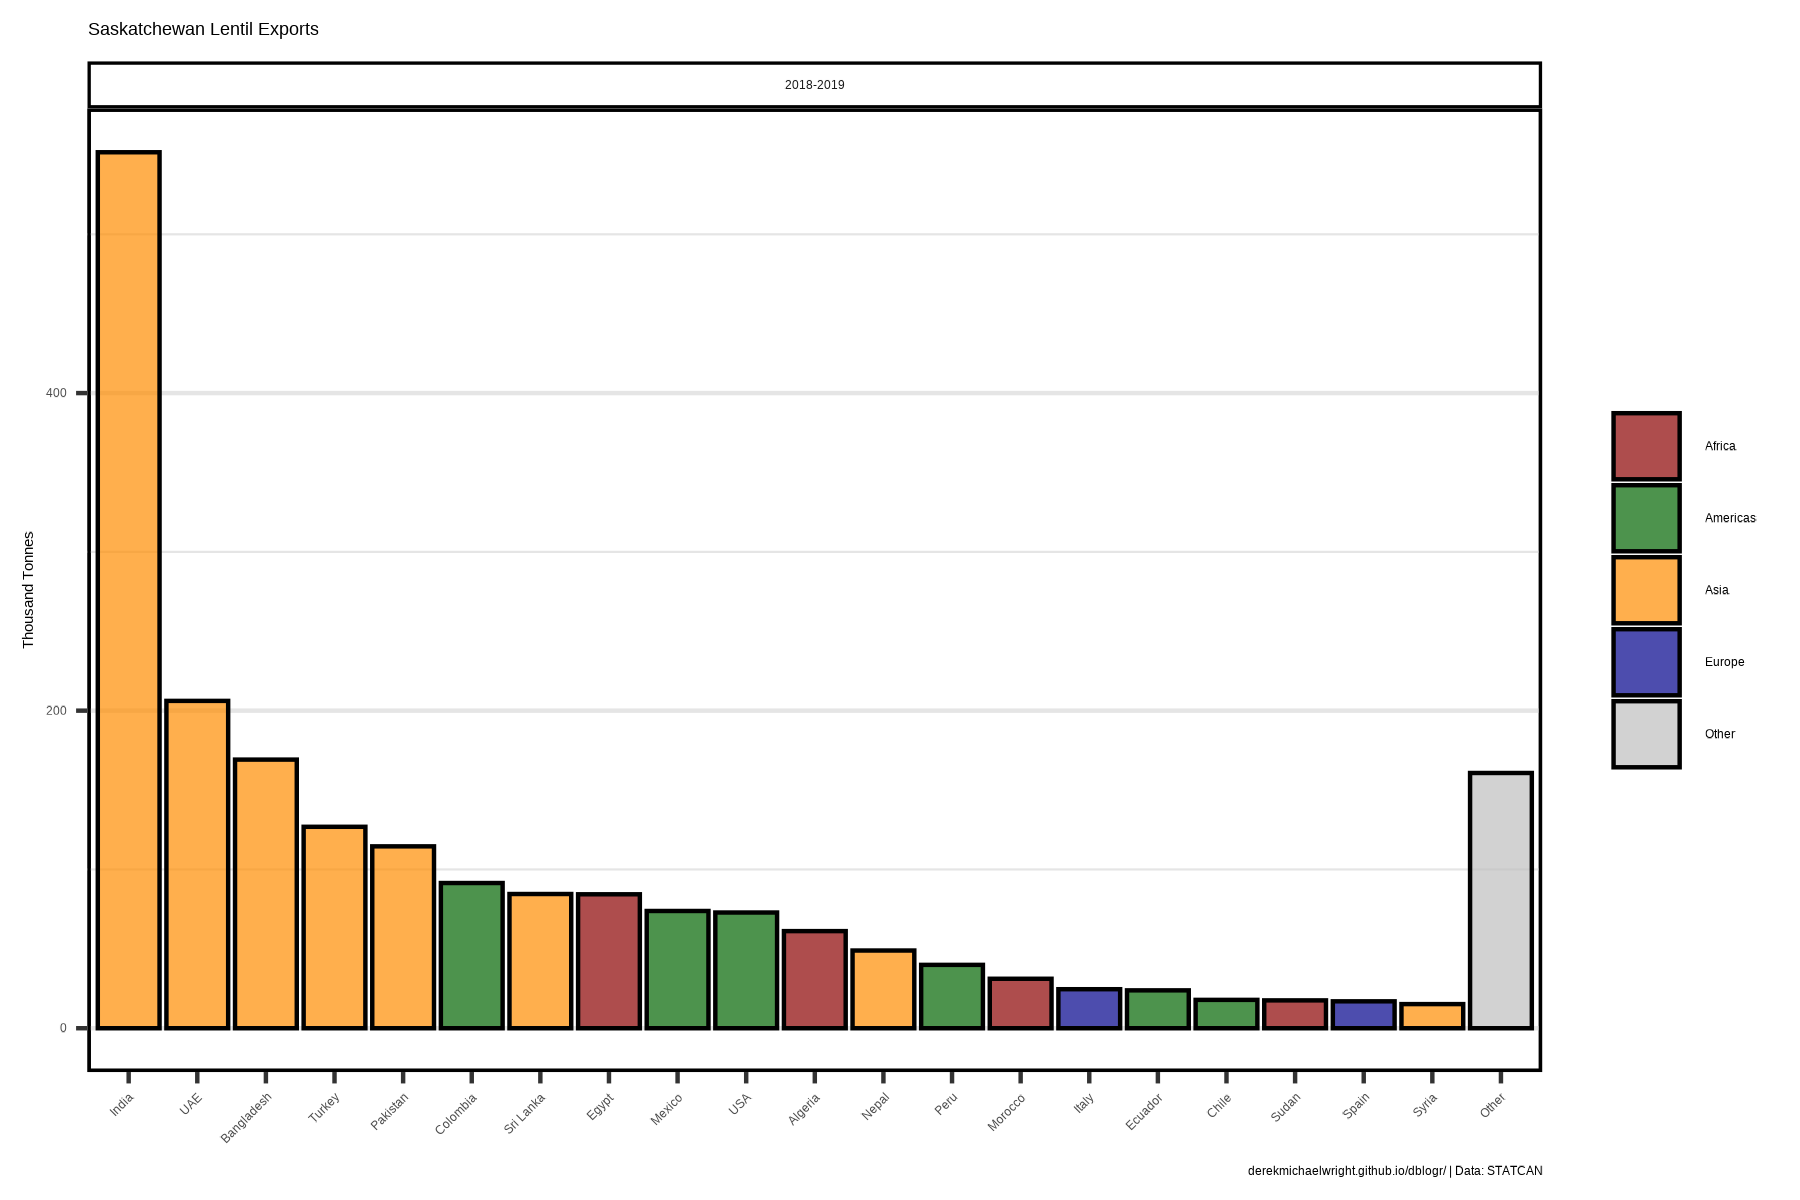 Saskatchewan Lentil Exports
2018-2019
Thousand Tonnes
400
200
0
India
UAE
Bangladesh
Turkey
Pakistan
Colombia
Sri Lanka
Egypt
Mexico
USA
Algeria
Nepal
Peru
Morocco
Italy
Ecuador
Chile
Sudan
Spain
Syria
Other
Africa
Americas
Asia
Europe
Other
derekmichaelwright.github.io/dblogr/ | Data: STATCAN